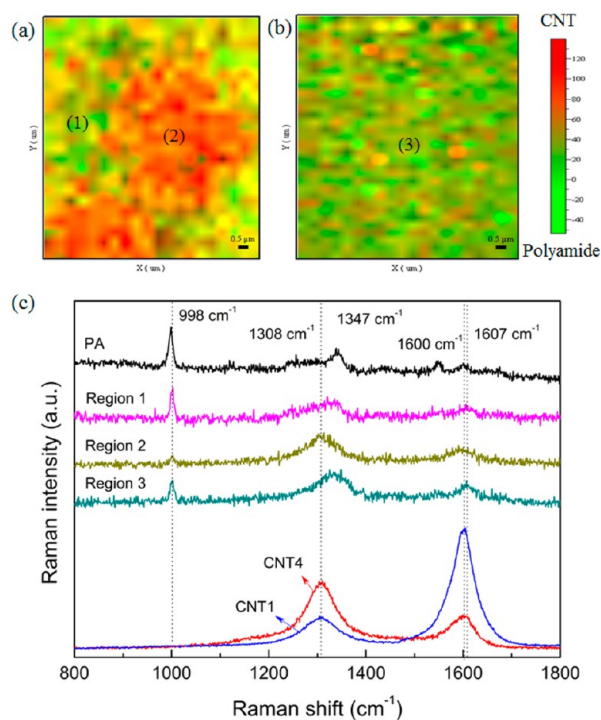 (a)
(b)
CNT
(1)
(2)
(3)
120
100
80
60
40
20
0
-20
-40
Polyamide
Y (um)
Y (um)
0.5 μm
0.5 μm
X (um)
X (um)
(c)
998 cm-1
1308 cm-1
1347 cm-1
1600 cm-1
1607 cm-1
PA
Region 1
Region 2
Region 3
CNT4
CNT1
Raman intensity (a.u.)
800 1000 1200 1400 1600 1800
Raman shift (cm-1)